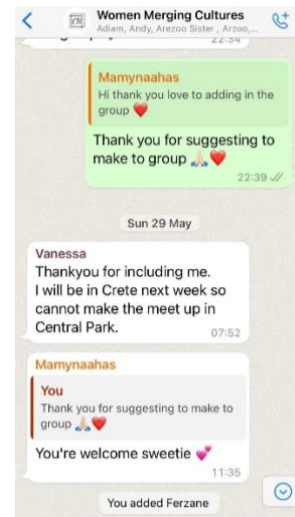 Women Merging Cultures
Adiam, Andy, Arezoo Sister, Arzoo,...
22:34
Mamynaahas
Hi thank you love to adding in the
group ❤️
Thank you for suggesting to
make to group 🙏🏻❤️
22:39
Sun 29 May
Vanessa
Thankyou for including me.
I will be in Crete next week so
cannot make the meet up in
Central Park.
07:52
Mamynaahas
You
Thank you for suggesting to make to
group 🙏🏻❤️
You're welcome sweetie 💕
11:35
You added Ferzane